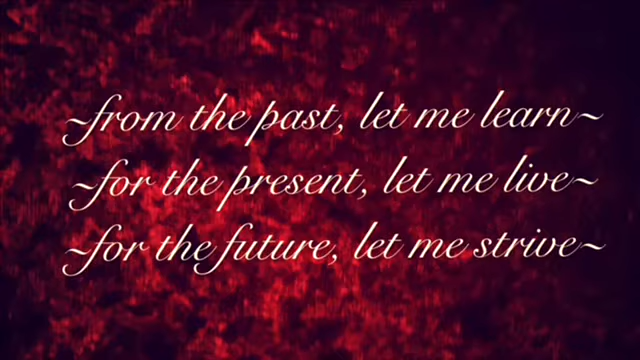 ~from the past, let me learn~
~for the present, let me live~
~for the future, let me strive~